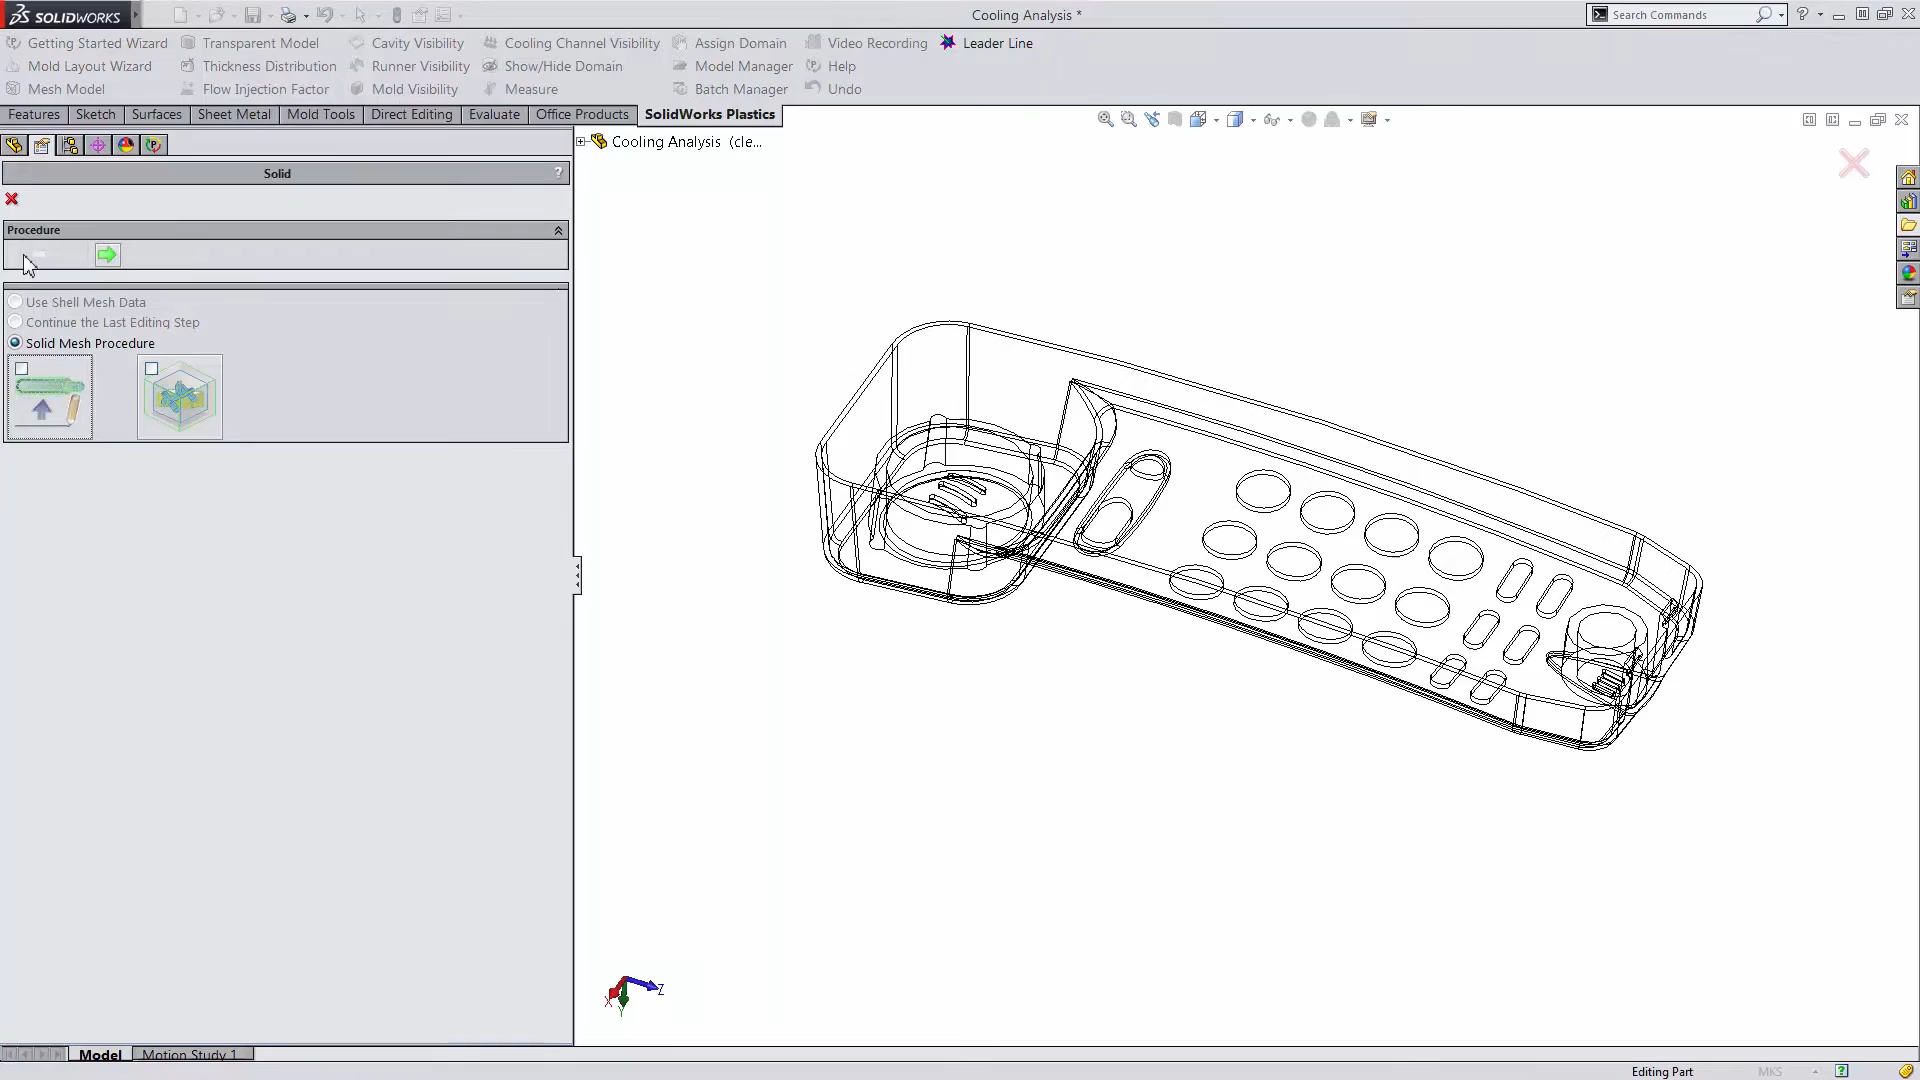 SOLIDWORKS
Cooling Analysis *
Search Commands
Getting Started Wizard
Transparent Model
Cavity Visibility
Cooling Channel Visibility
Assign Domain
Video Recording
Leader Line
Mold Layout Wizard
Thickness Distribution
Runner Visibility
Show/Hide Domain
Model Manager
Help
Mesh Model
Flow Injection Factor
Mold Visibility
Measure
Batch Manager
Undo
Features
Sketch
Surfaces
Sheet Metal
Mold Tools
Direct Editing
Evaluate
Office Products
SolidWorks Plastics
Cooling Analysis (cle...
Solid
?
Procedure
Use Shell Mesh Data
Continue the Last Editing Step
Solid Mesh Procedure
X
Y
Z
Model
Motion Study 1
Editing Part
MKS